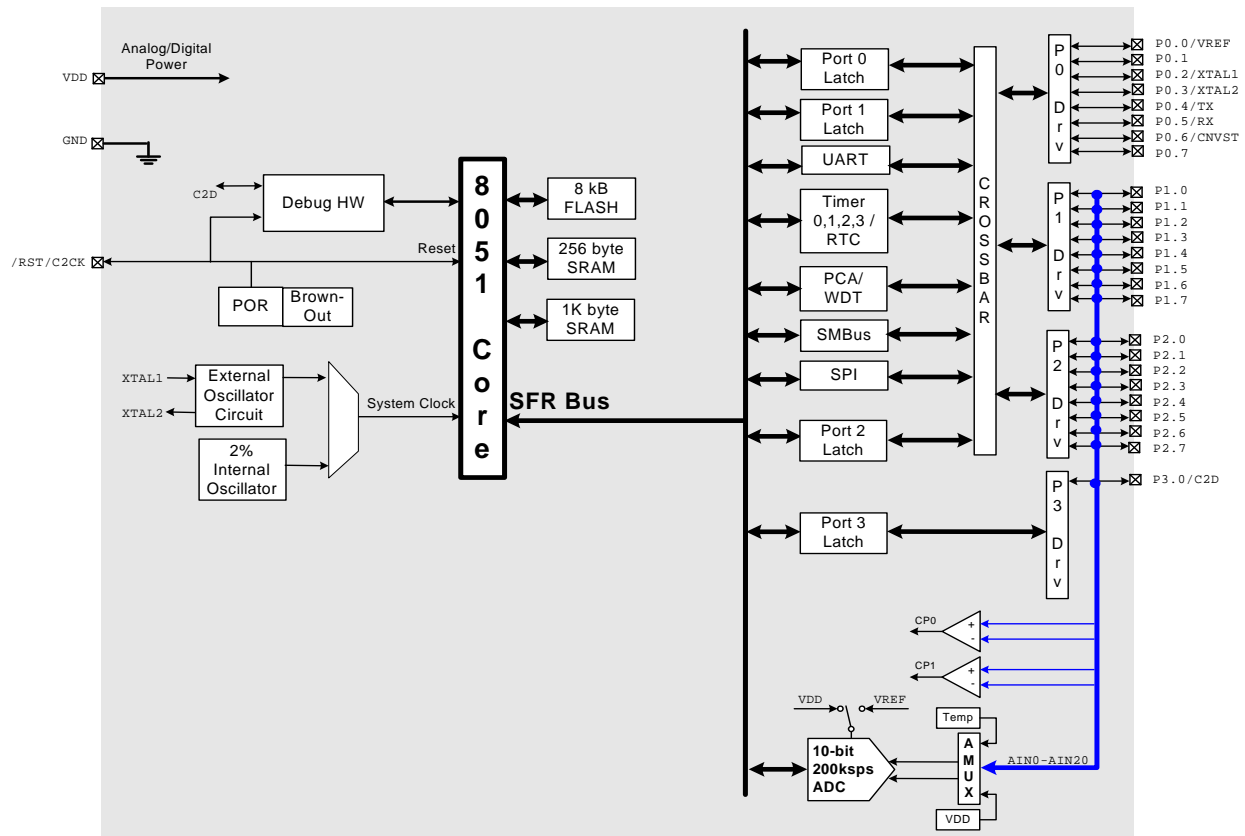 Analog/Digital
Power
VDD
GND
C2D
Debug HW
/RST/C2CK
Reset
POR
Brown-
Out
XTAL1
XTAL2
External
Oscillator
Circuit
2%
Internal
Oscillator
System Clock
8
0
5
1
C
o
r
e
8 kB
FLASH
256 byte
SRAM
1K byte
SRAM
SFR Bus
Port 0
Latch
Port 1
Latch
UART
Timer
0,1,2,3 /
RTC
PCA/
WDT
SMBus
SPI
Port 2
Latch
Port 3
Latch
C
R
O
S
S
B
A
R
P
0
D
r
v
P
1
D
r
v
P
2
D
r
v
P
3
D
r
v
P0.0/VREF
P0.1
P0.2/XTAL1
P0.3/XTAL2
P0.4/TX
P0.5/RX
P0.6/CNVST
P0.7
P1.0
P1.1
P1.2
P1.3
P1.4
P1.5
P1.6
P1.7
P2.0
P2.1
P2.2
P2.3
P2.4
P2.5
P2.6
P2.7
P3.0/C2D
CP0
+
-
CP1
+
-
VDD
VREF
Temp
10-bit
200ksps
ADC
A
M
U
X
AIN0-AIN20
VDD